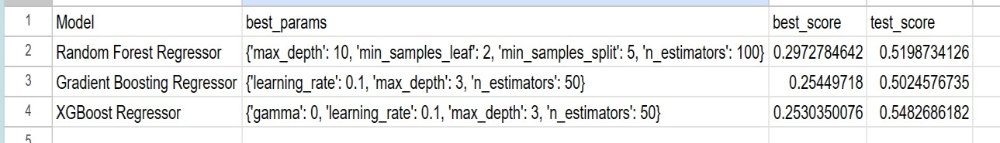 1 Model best_params best_score test_score
2 Random Forest Regressor {'max_depth': 10, 'min_samples_leaf': 2, 'min_samples_split': 5, 'n_estimators': 100} 0.2972784642 0.5198734126
3 Gradient Boosting Regressor {'learning_rate': 0.1, 'max_depth': 3, 'n_estimators': 50} 0.25449718 0.5024576735
4 XGBoost Regressor {'gamma': 0, 'learning_rate': 0.1, 'max_depth': 3, 'n_estimators': 50} 0.2530350076 0.5482686182
5